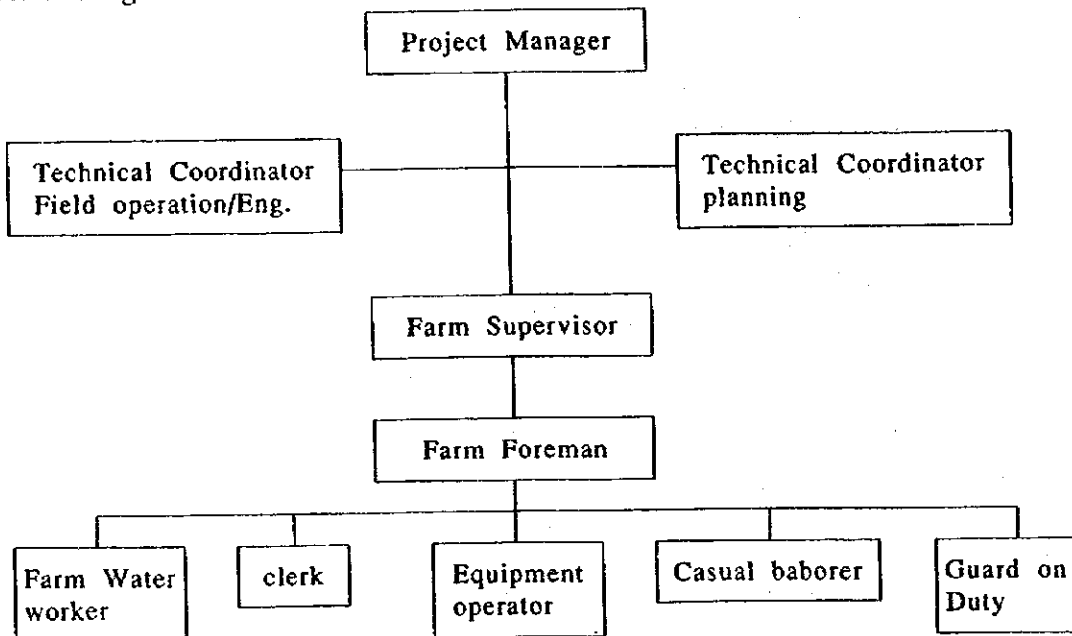 Project Manager
Technical Coordinator
Field operation/Eng.
Technical Coordinator
planning
Farm Supervisor
Farm Foreman
Farm Water
worker
clerk
Equipment
operator
Casual baborer
Guard on
Duty